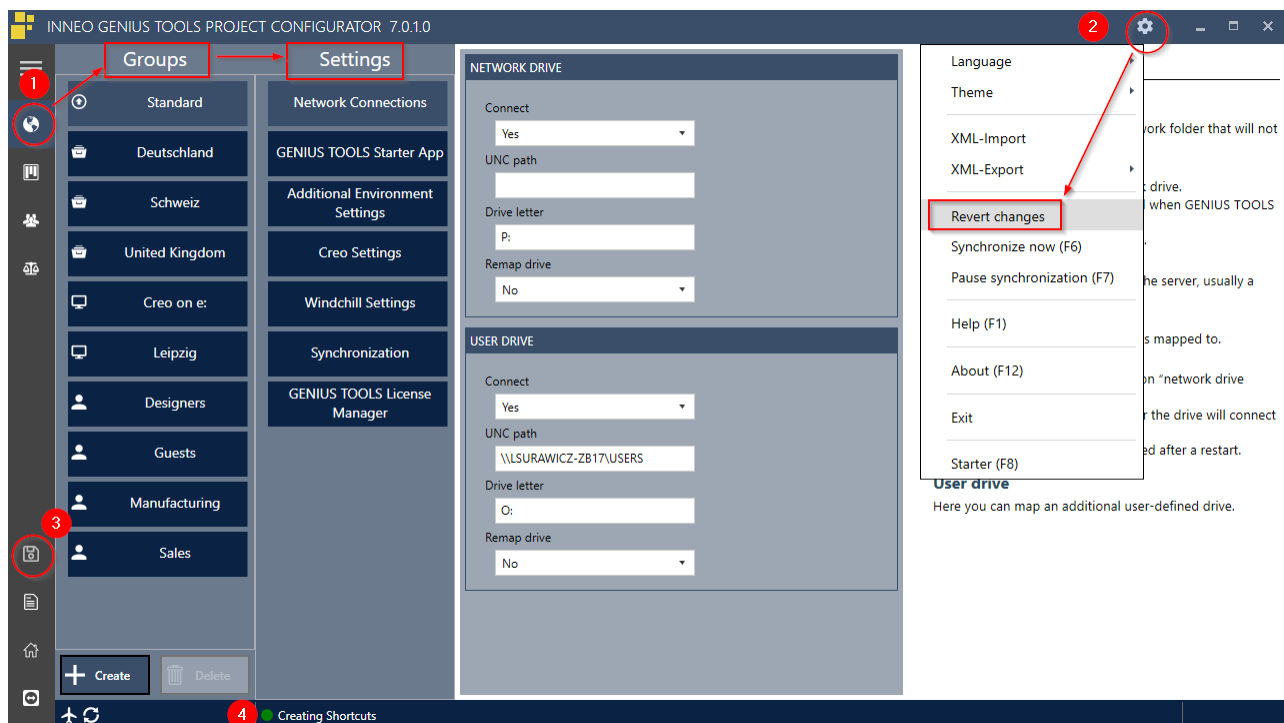 INNEO GENIUS TOOLS PROJECT CONFIGURATOR 7.0.1.0
2
1
Groups
Settings
Standard
Deutschland
Schweiz
United Kingdom
Creo on e:
Leipzig
Designers
Guests
Manufacturing
Sales
3
Create
Delete
Network Connections
GENIUS TOOLS Starter App
Additional Environment
Settings
Creo Settings
Windchill Settings
Synchronization
GENIUS TOOLS License
Manager
NETWORK DRIVE
Connect
Yes
UNC path
Drive letter
P:
Remap drive
No
USER DRIVE
Connect
Yes
UNC path
\\LSURAWICZ-ZB17\USERS
Drive letter
O:
Remap drive
No
Language
Theme
XML-Import
XML-Export
Revert changes
Synchronize now (F6)
Pause synchronization (F7)
Help (F1)
About (F12)
Exit
Starter (F8)
work folder that will not
drive.
when GENIUS TOOLS
he server, usually a
s mapped to.
on "network drive
r the drive will connect
ed after a restart.
User drive
Here you can map an additional user-defined drive.
4
Creating Shortcuts